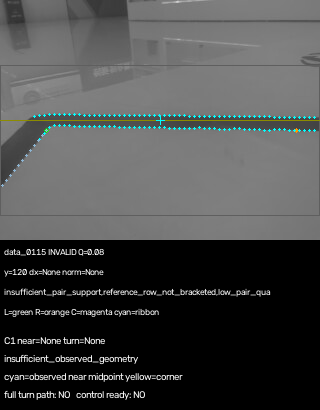 data_0115 INVALID Q=0.08
y=120 dx=None norm=None
insufficient_pair_support,reference_row_not_bracketed,low_pair_qua
L=green R=orange C=magenta cyan=ribbon
C1 near=None turn=None
insufficient_observed_geometry
cyan=observed near midpoint yellow=corner
full turn path: NO control ready: NO